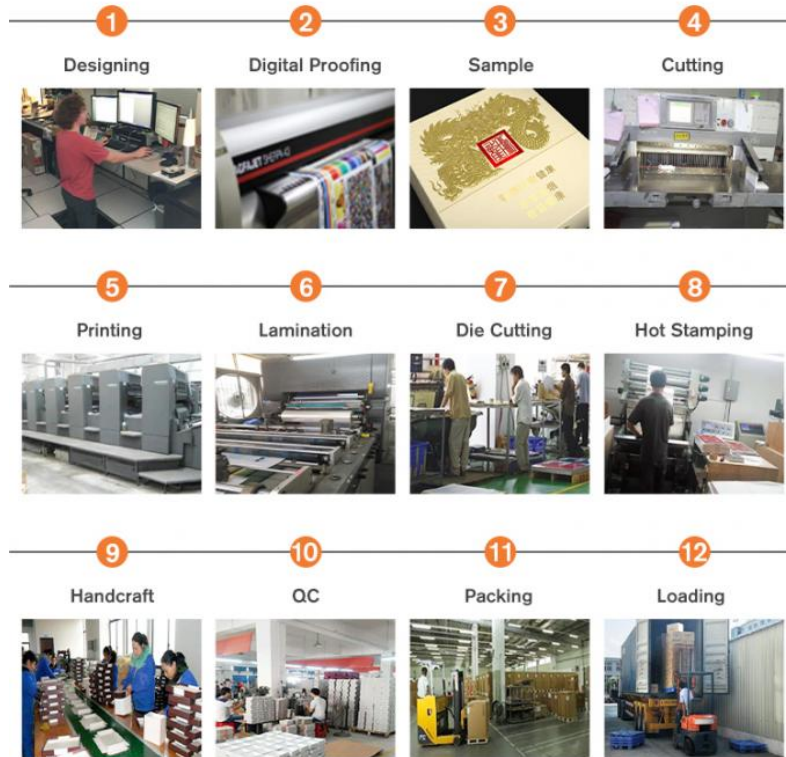 1
2
3
4
Designing
Digital Proofing
Sample
Cutting
5
6
7
8
Printing
Lamination
Die Cutting
Hot Stamping
9
10
11
12
Handcraft
QC
Packing
Loading